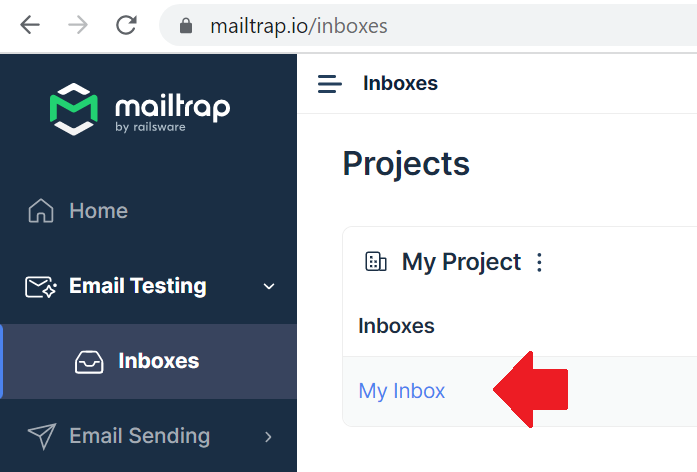 mailtrap.io/inboxes
mailtrap
by railsware
Home
Email Testing
Inboxes
Email Sending
Inboxes
Projects
My Project
Inboxes
My Inbox